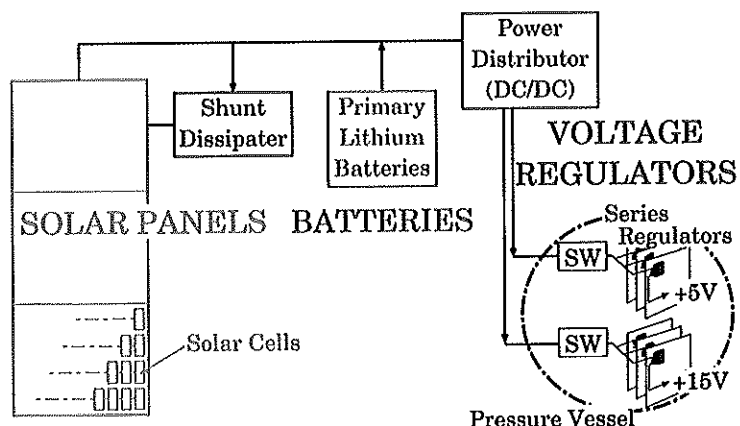 Power
Distributor
(DC/DC)
Shunt
Dissipater
Primary
Lithium
Batteries
VOLTAGE
REGULATORS
SOLAR PANELS
BATTERIES
Series
Regulators
SW
+5V
Solar Cells
SW
+15V
Pressure Vessel